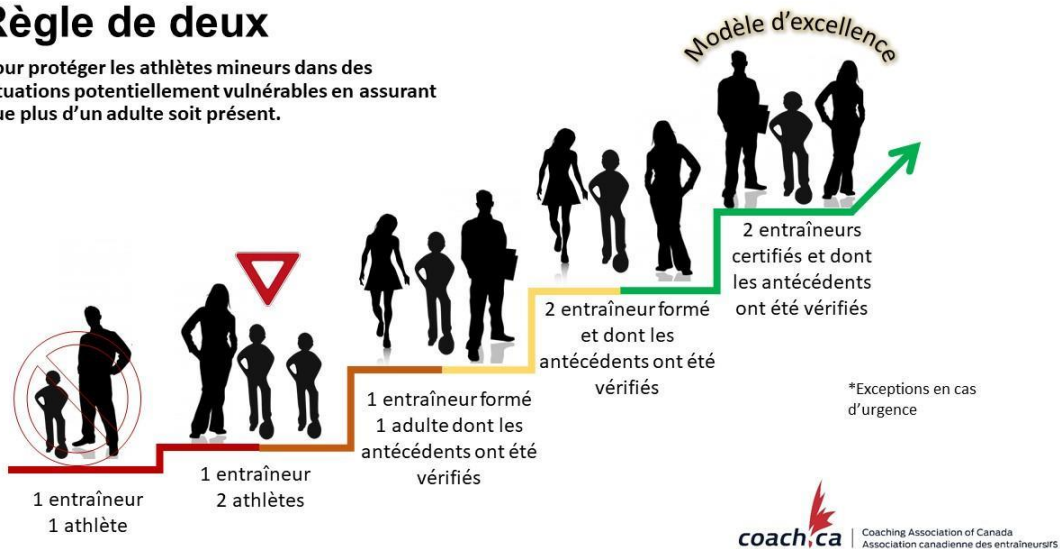 Règle de deux
our protéger les athlètes mineurs dans des
tuations potentiellement vulnérables en assurant
ue plus d'un adulte soit présent.
Modèle d'excellence
2 entraîneurs
certifiés et dont
les antécédents
ont été vérifiés
2 entraîneur formé
et dont les
antécédents ont été
vérifiés
1 entraîneur formé
1 adulte dont les
antécédents ont été
vérifiés
1 entraîneur
2 athlètes
1 entraîneur
1 athlète
*Exceptions en cas
d'urgence
coach.ca
Coaching Association of Canada
Association canadienne des entraîneurs